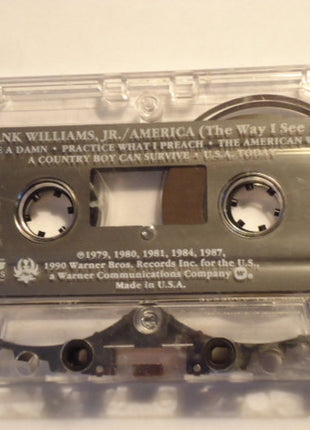 ANK WILLIAMS, JR./AMERICA (The Way I See
E A DAMN • PRACTICE WHAT I PREACH • THE AMERICAN
A COUNTRY BOY CAN SURVIVE • U.S.A. TODAY
©1979, 1980, 1981, 1984, 1987,
1990 Warner Bros. Records Inc. for the U.S.,
a Warner Communications Company
Made in U.S.A.